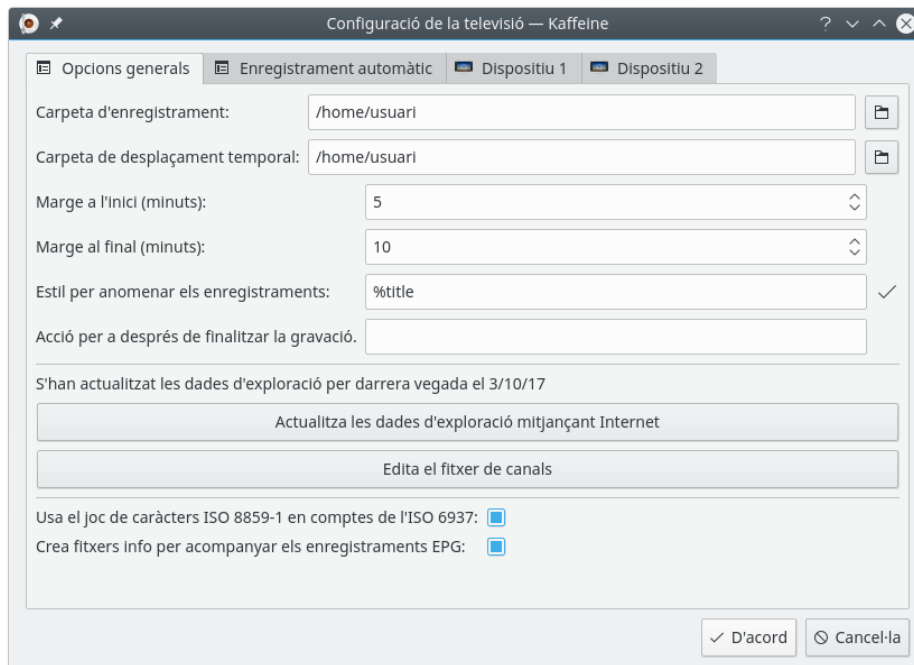 Configuració de la televisió — Kaffeine
Opcions generals Enregistrament automàtic Dispositiu 1 Dispositiu 2
Carpeta d'enregistrament: /home/usuari
Carpeta de desplaçament temporal: /home/usuari
Marge a l'inici (minuts): 5
Marge al final (minuts): 10
Estil per anomenar els enregistraments: %title
Acció per a després de finalitzar la gravació.
S'han actualitzat les dades d'exploració per darrera vegada el 3/10/17
Actualitza les dades d'exploració mitjançant Internet
Edita el fitxer de canals
Usa el joc de caràcters ISO 8859-1 en comptes de l'ISO 6937:
Crea fitxers info per acompanyar els enregistraments EPG:
D'acord Cancel·la